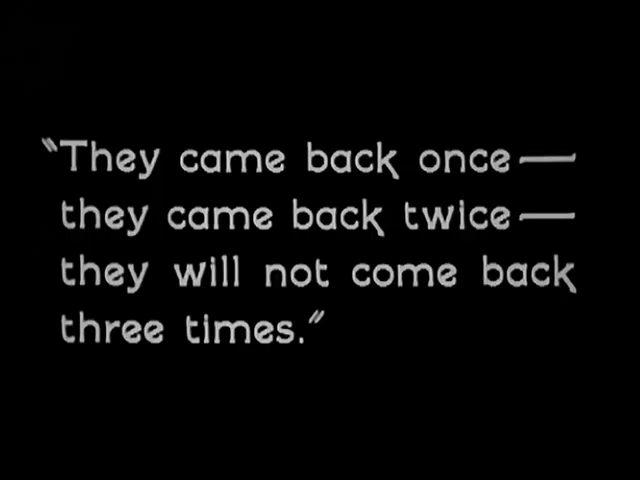 "They came back once—
they came back twice—
they will not come back
three times."